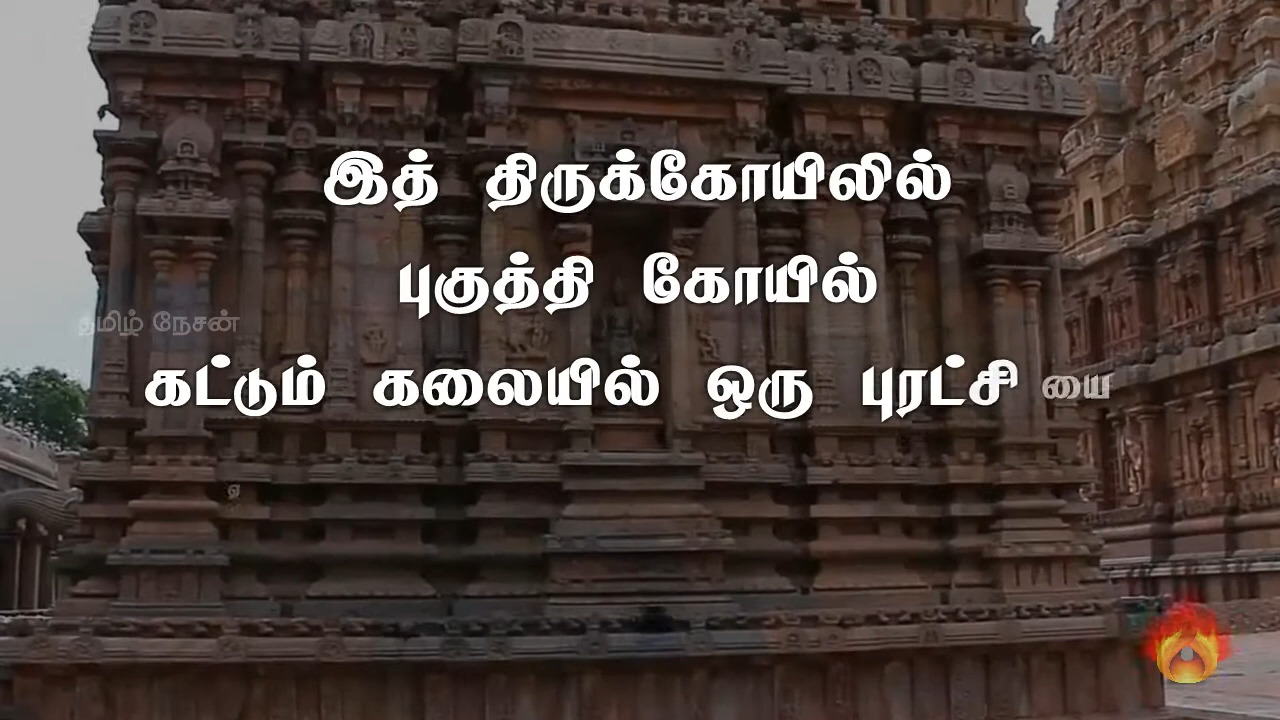 இத் திருக்கோயிலில்
புகுத்தி கோயில்
தமிழ் நேசன்
கட்டும் கலையில் ஒரு புரட்சி யை
ஏ